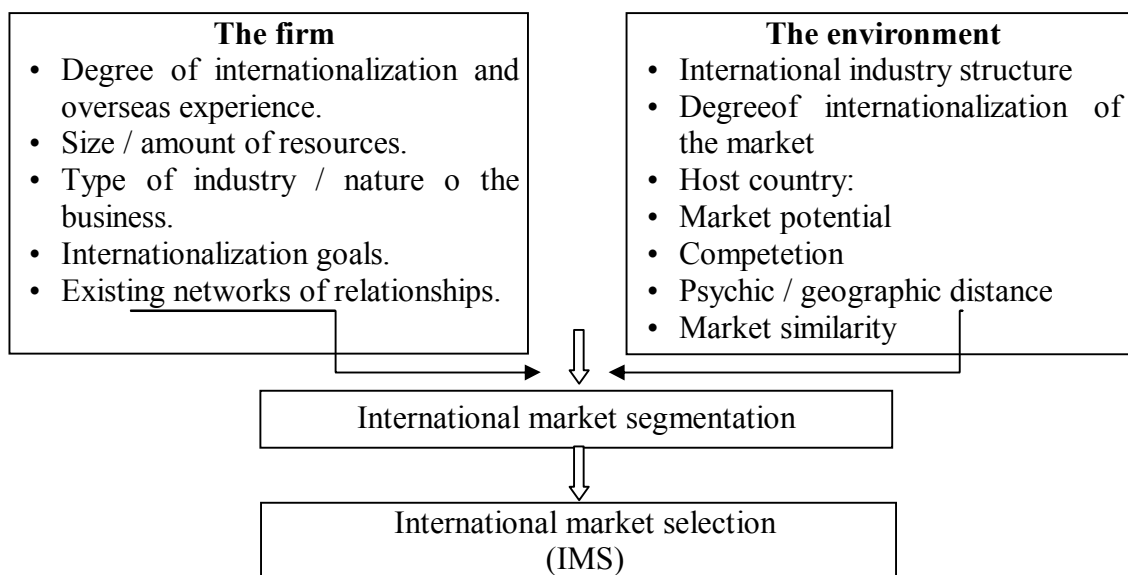 The firm
• Degree of internationalization and
overseas experience.
• Size / amount of resources.
• Type of industry / nature o the
business.
• Internationalization goals.
• Existing networks of relationships.
The environment
• International industry structure
• Degreeof internationalization of
the market
• Host country:
• Market potential
• Competetion
• Psychic / geographic distance
• Market similarity
International market segmentation
International market selection
(IMS)